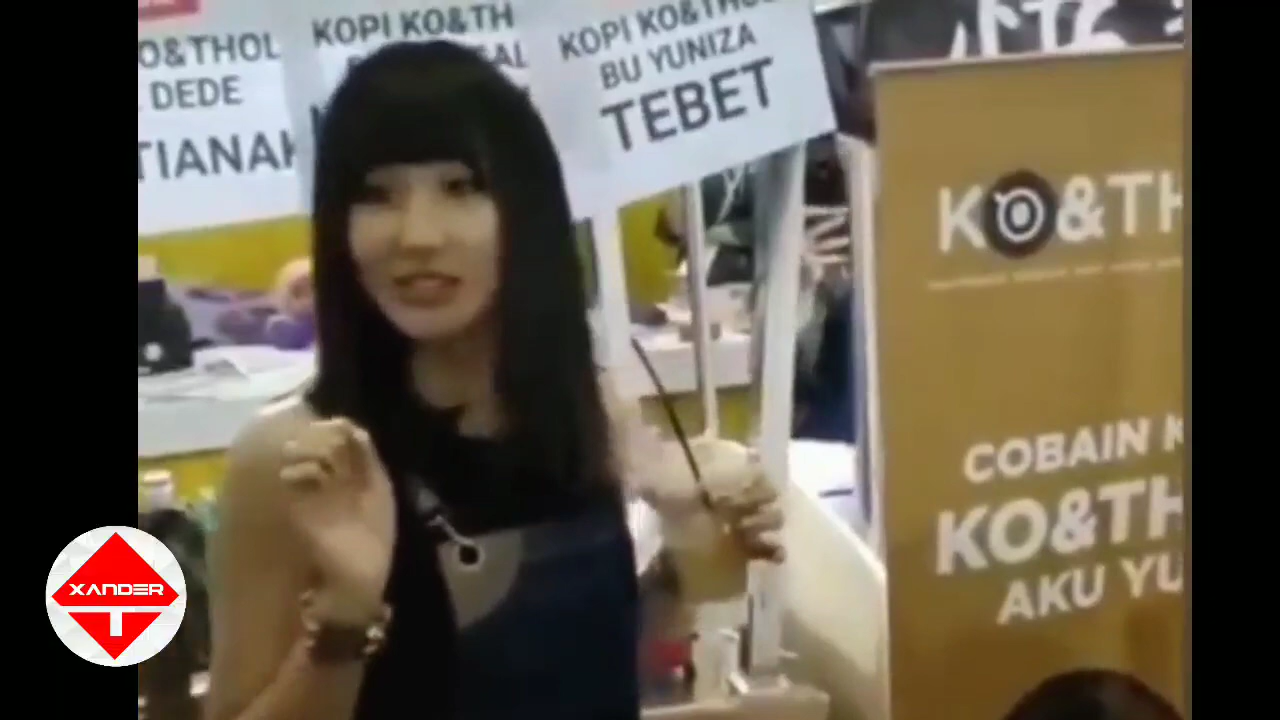 O&THOL
DEDE
TIANAK
KOPI KO&TH
KOPI KO&THO
BU YUNIZA
TEBET
KO&TH
COBAIN K
KO&TH
AKU YU
XANDER
T